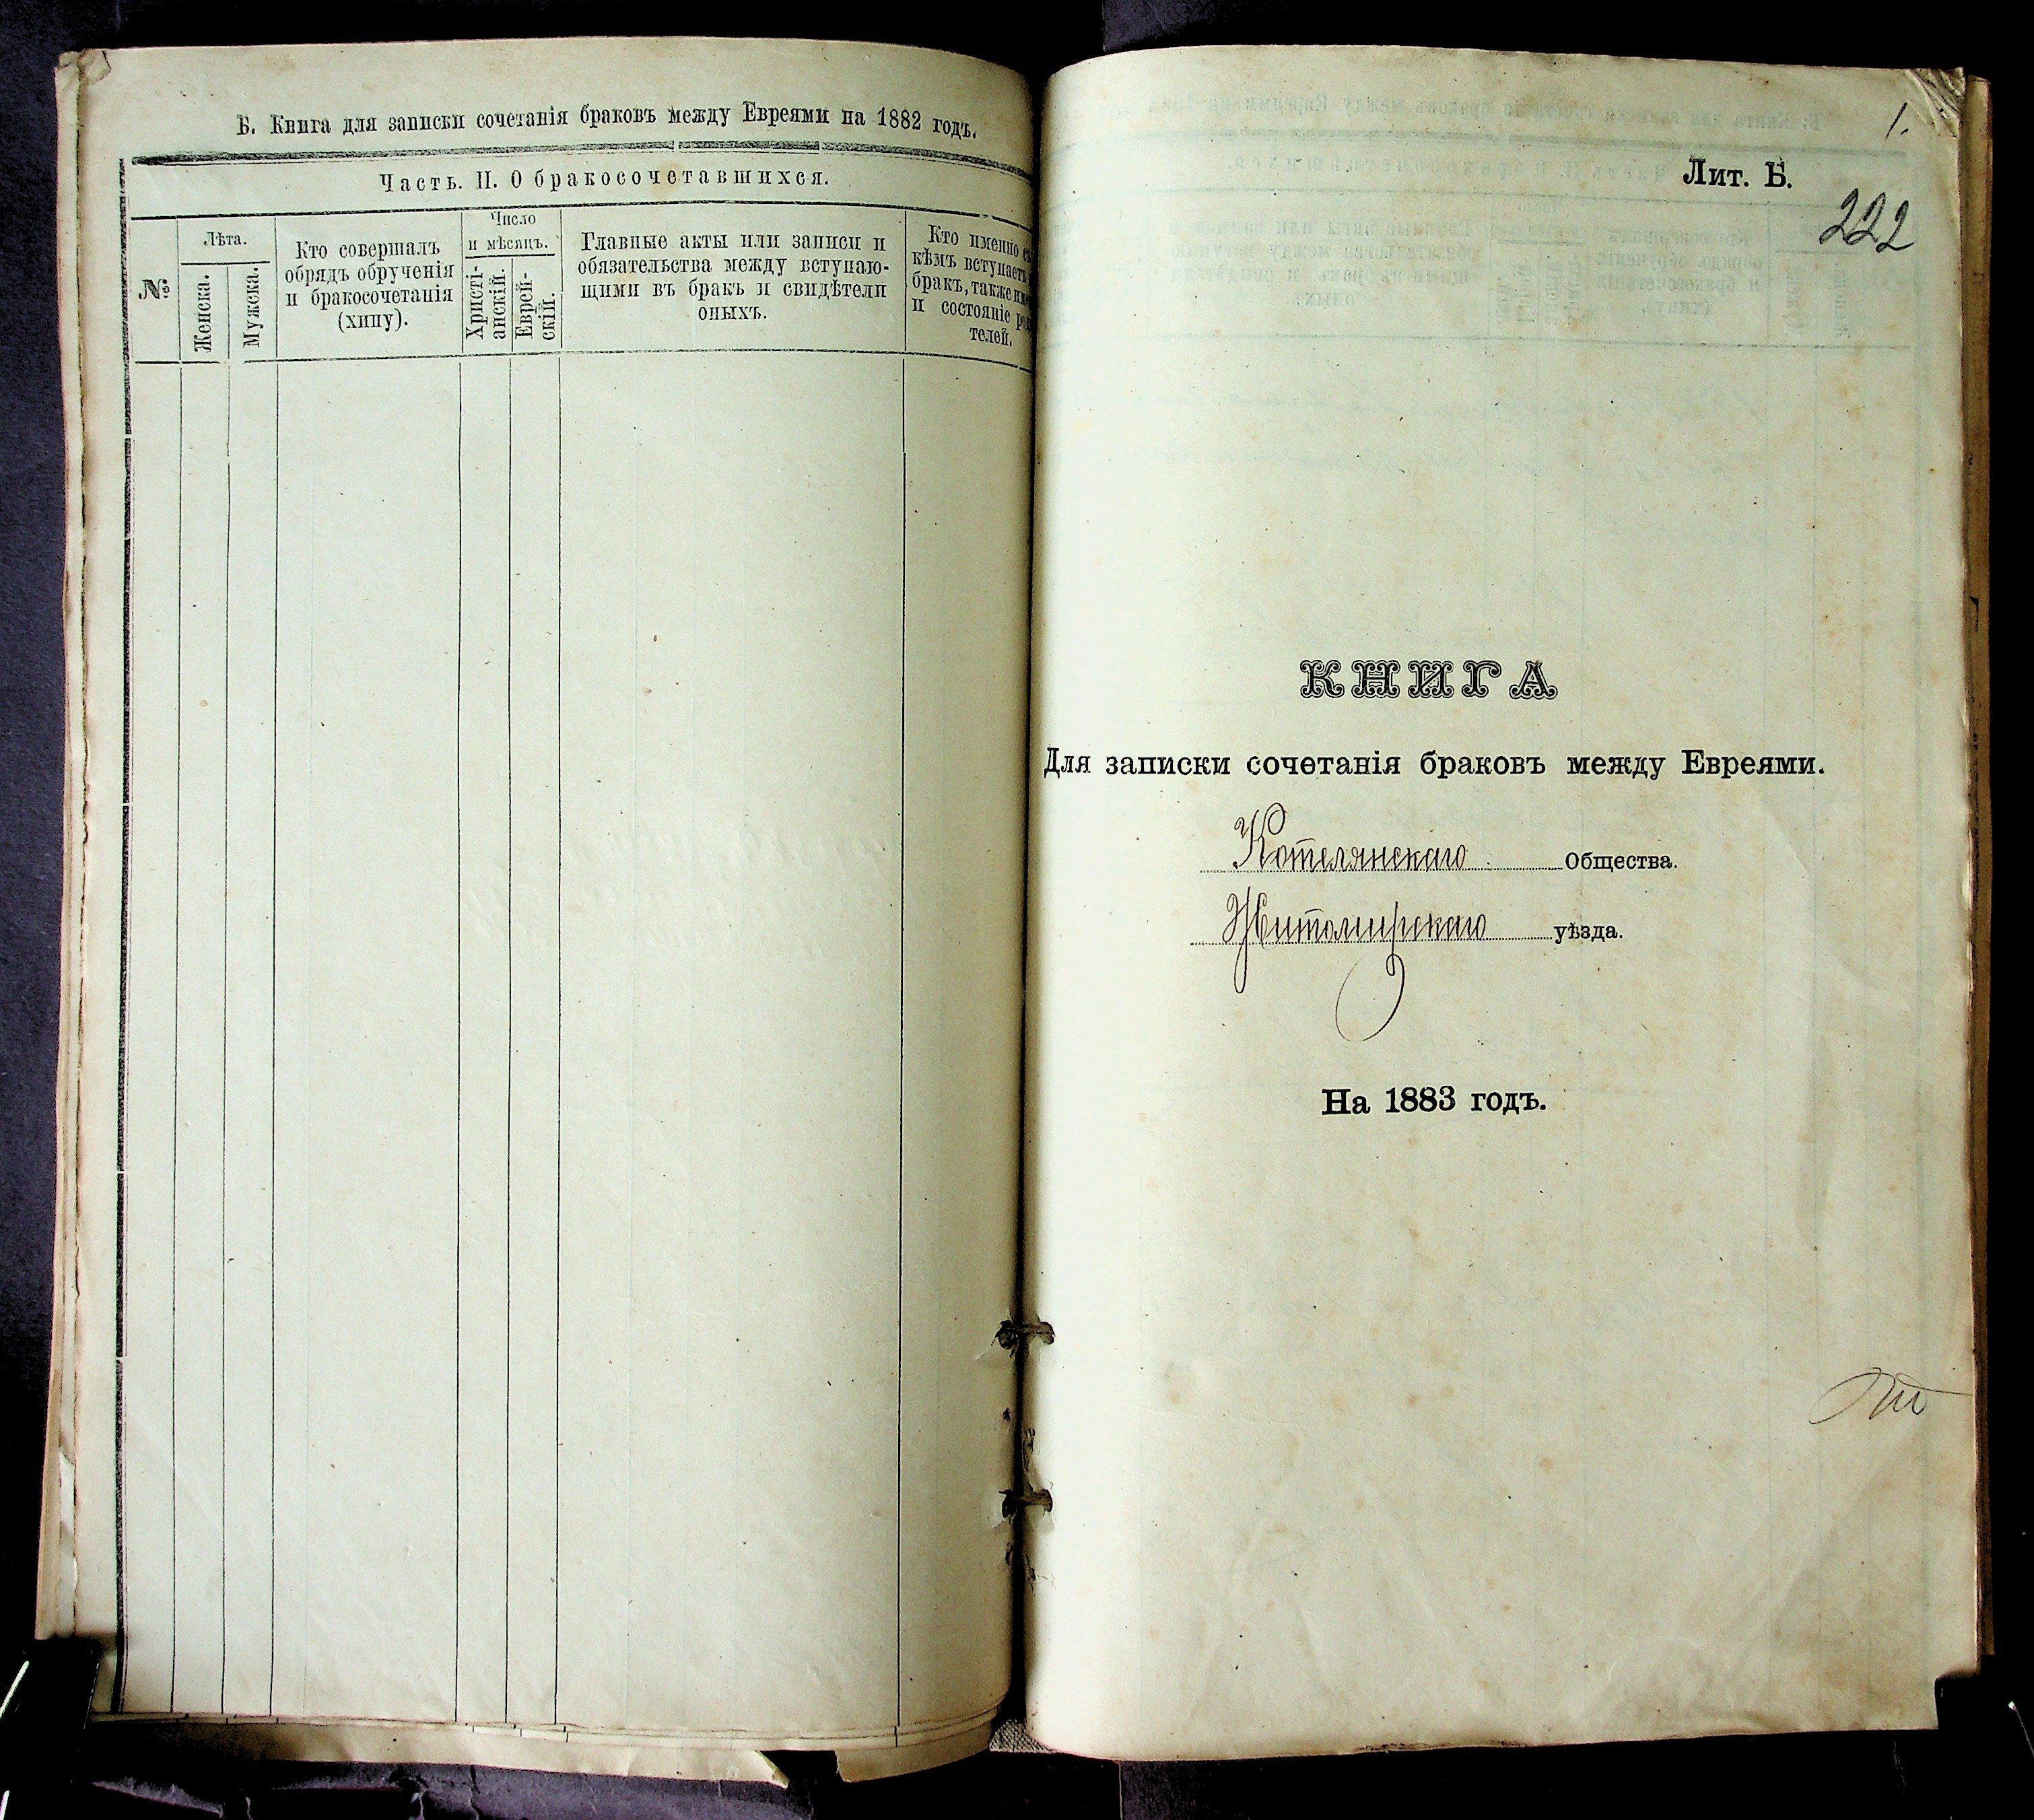 Б. Книга для записки сочетанія браковъ между Евреями на 1882 годъ.
Часть. II. О бракосочетавшихся.
№
Лѣта.
Женска.
Мужска.
Кто совершалъ
обрядъ обрученія
и бракосочетанія
(хипу).
Число
и мѣсяцъ.
Христі-
анскій.
Еврей-
скій.
Главные акты или записи и
обязательства между вступаю-
щими въ бракъ и свидѣтели
оныхъ.
Кто именно съ
кѣмъ вступаетъ
бракъ, также
и состояніе
телей.
1.
Лит. Б.
222
КНИГА
Для записки сочетанія браковъ между Евреями.
Котелянскаго Общества.
Житомирскаго уѣзда.
На 1883 годъ.